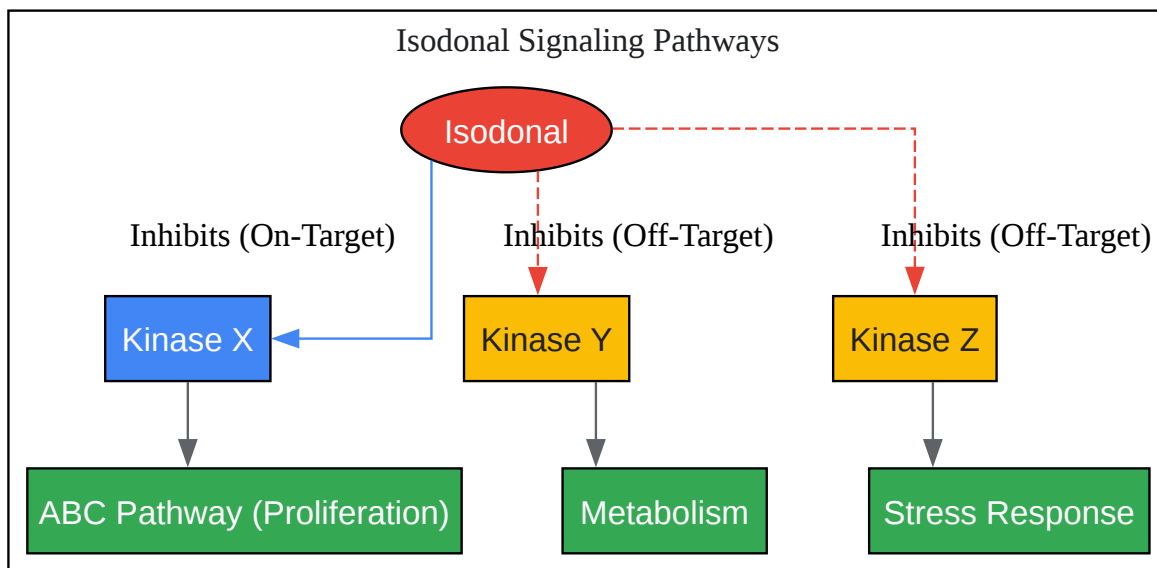 Isodonal Signaling Pathways
Isodonal
Inhibits (On-Target)
Inhibits (Off-Target)
Inhibits (Off-Target)
Kinase X
Kinase Y
Kinase Z
ABC Pathway (Proliferation)
Metabolism
Stress Response